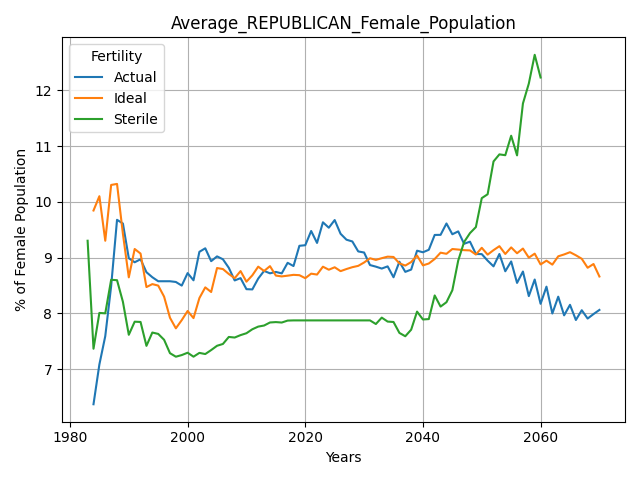 Average_REPUBLICAN_Female_Population
Fertility
Actual
Ideal
Sterile
% of Female Population
12
11
10
9
8
7
1980
2000
2020
2040
2060
Years